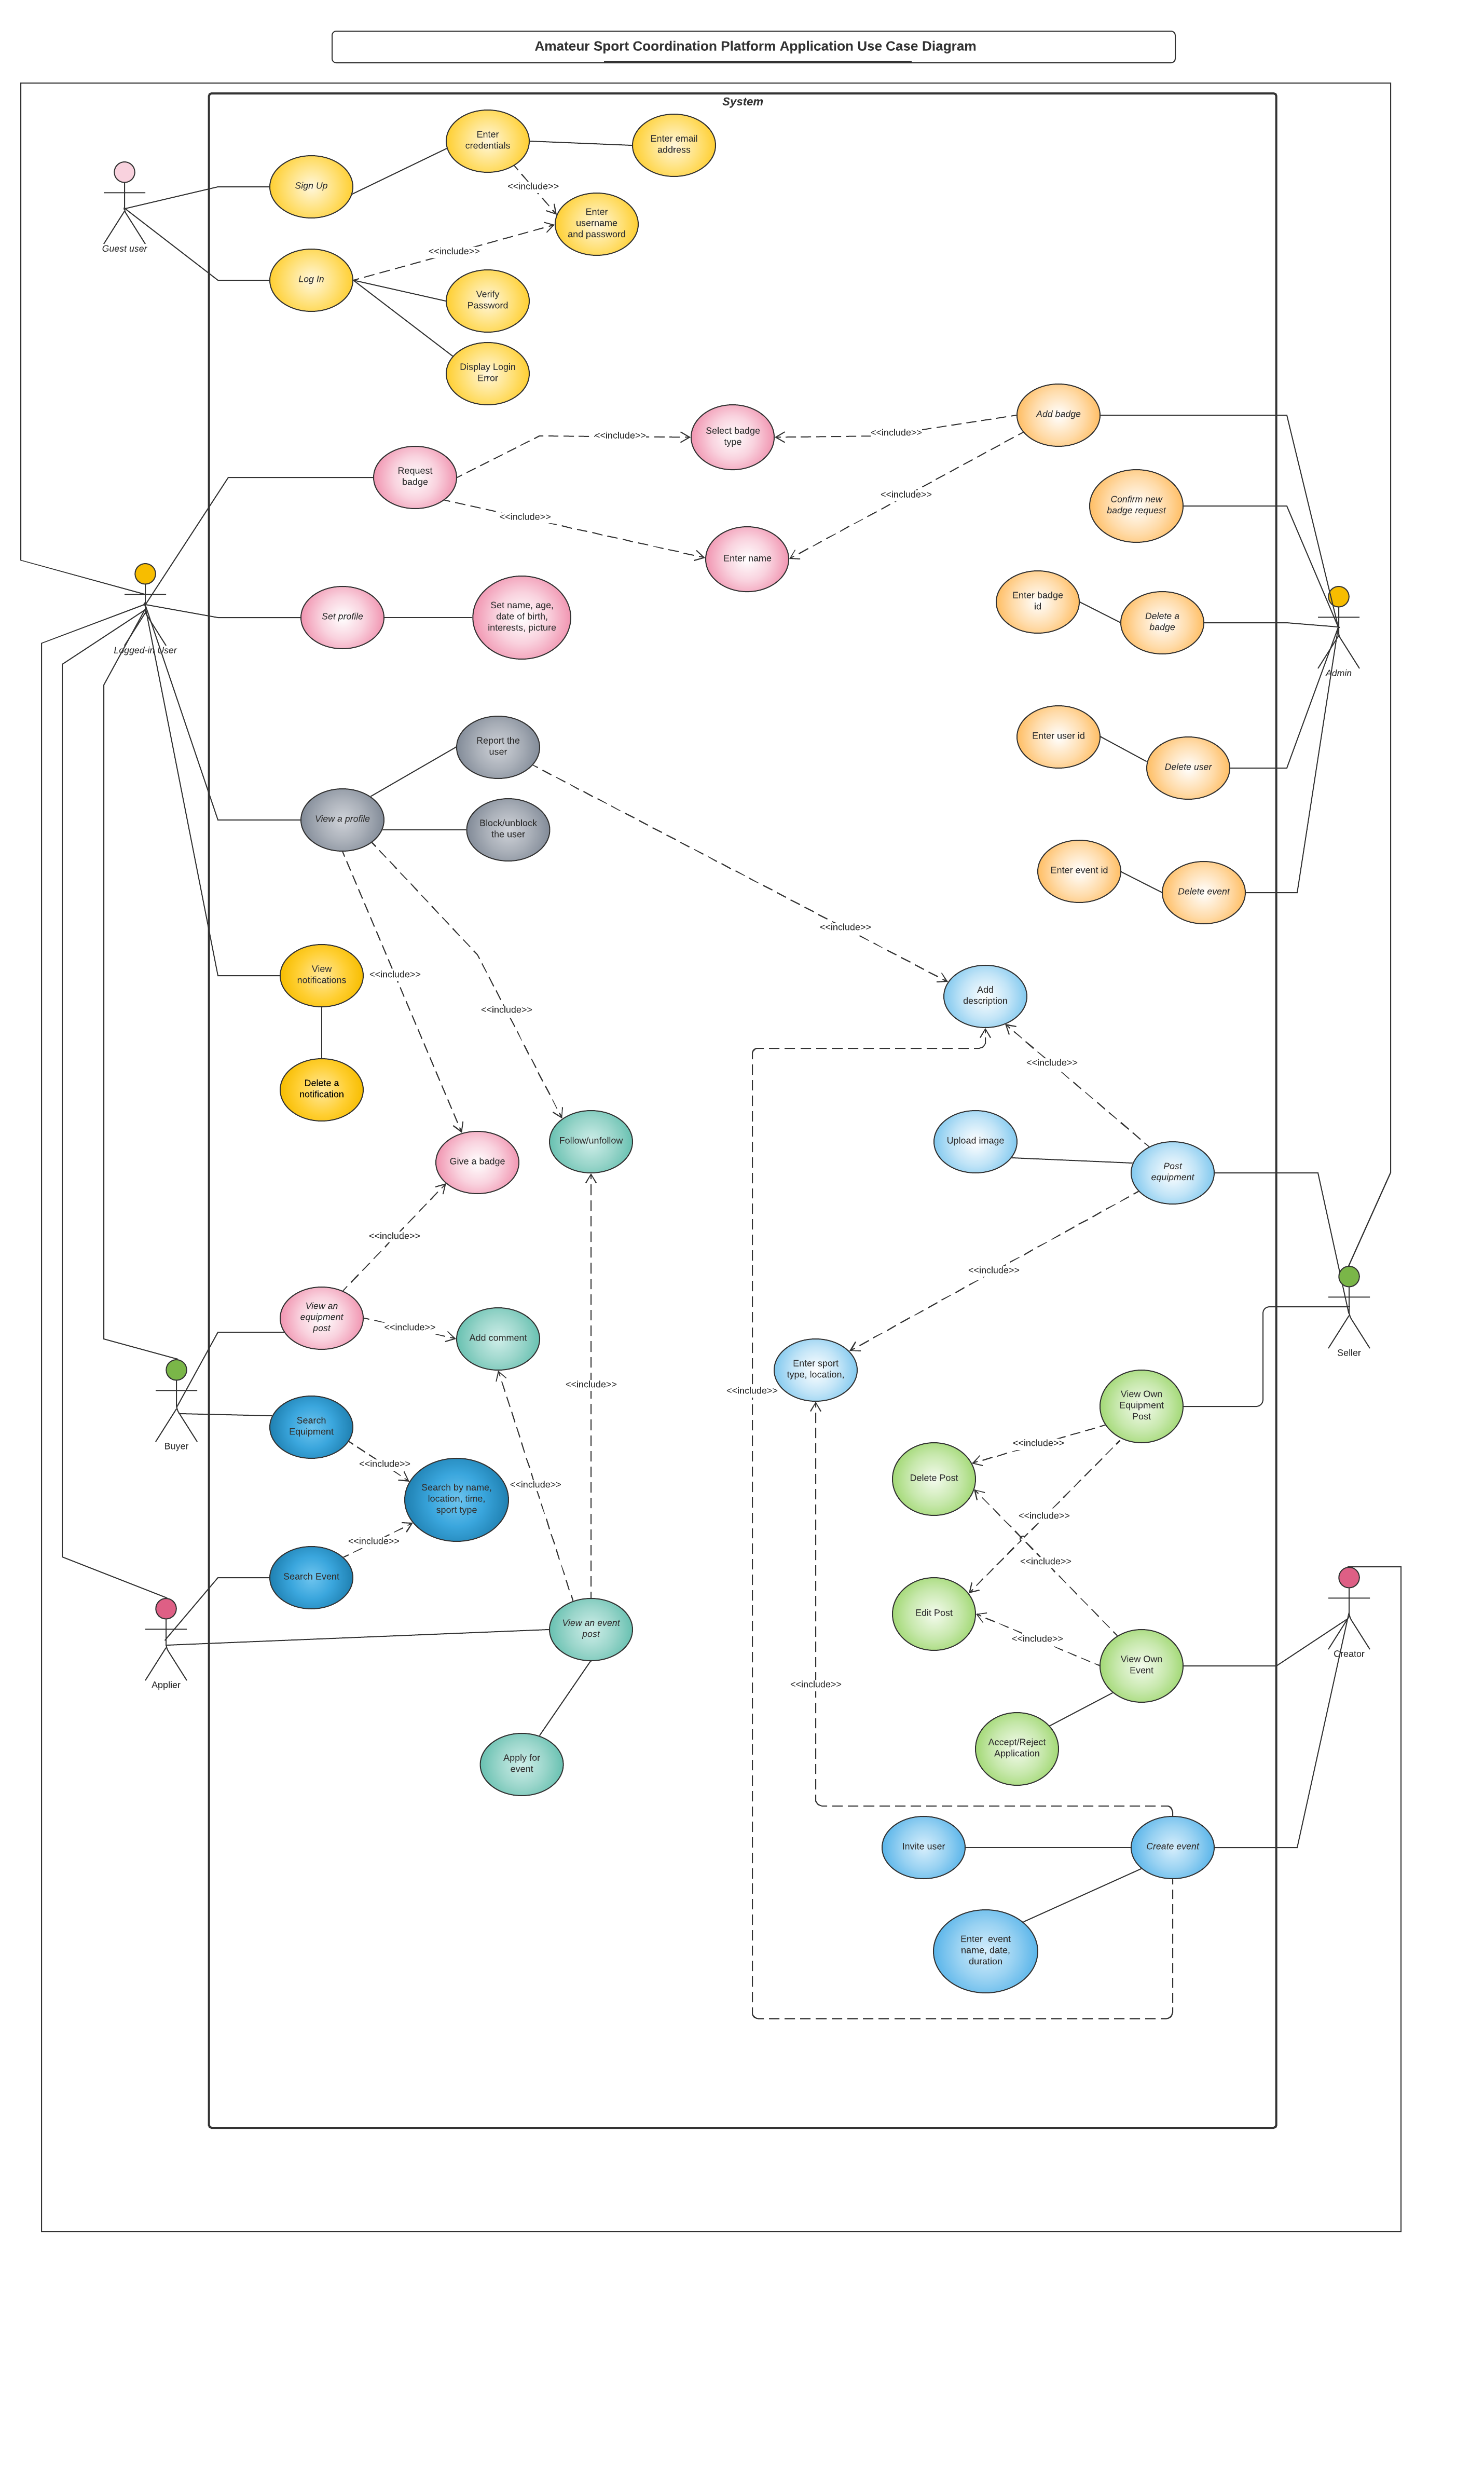 Amateur Sport Coordination Platform Application Use Case Diagram
System
Enter
credentials
Enter email
address
Sign Up
<<include>>
Enter
username
and password
Guest user
<<include>>
Log In
Verify
Password
Display Login
Error
Add badge
Select badge
type
<<include>>
<<include>>
Request
badge
<<include>>
Confirm new
badge request
<<include>>
Enter name
Enter badge
id
Delete a
badge
Set name, age,
date of birth,
interests, picture
Set profile
Logged-in User
Admin
Report the
user
Enter user id
Delete user
View a profile
Block/unblock
the user
Enter event id
Delete event
<<include>>
View
notifications
<<include>>
Add
description
<<include>>
<<include>>
Delete a
notification
Follow/unfollow
Upload image
Give a badge
Post
equipment
<<include>>
<<include>>
View an
equipment
post
<<include>>
Add comment
Seller
Enter sport
type, location,
<<include>>
<<include>>
View Own
Equipment
Post
Search
Equipment
Buyer
<<include>>
<<include>>
Delete Post
<<include>>
Search by name,
location, time,
sport type
<<include>>
<<include>>
<<include>>
Search Event
Edit Post
View an event
post
<<include>>
Creator
View Own
Event
Applier
<<include>>
Accept/Reject
Application
Apply for
event
Invite user
Create event
Enter  event
name, date,
duration